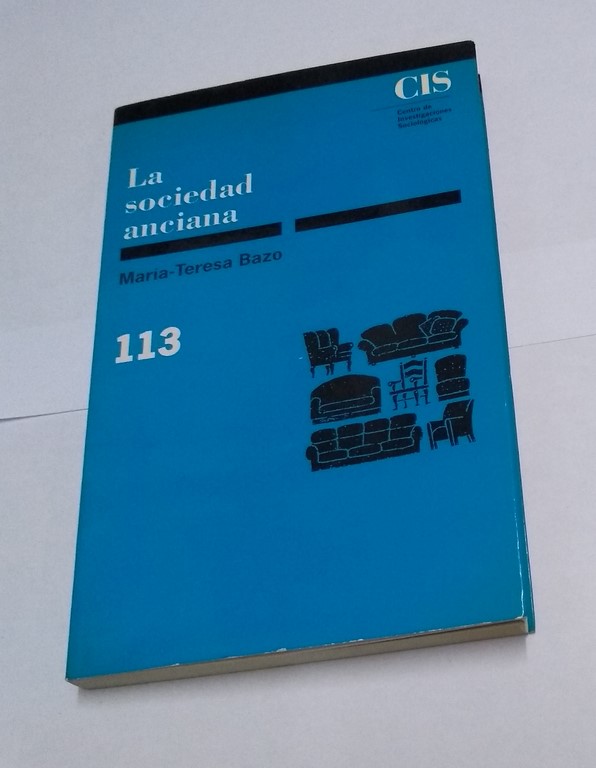 CIS
Centro de
Investigaciones
Sociológicas
La
sociedad
anciana
María-Teresa Bazo
113